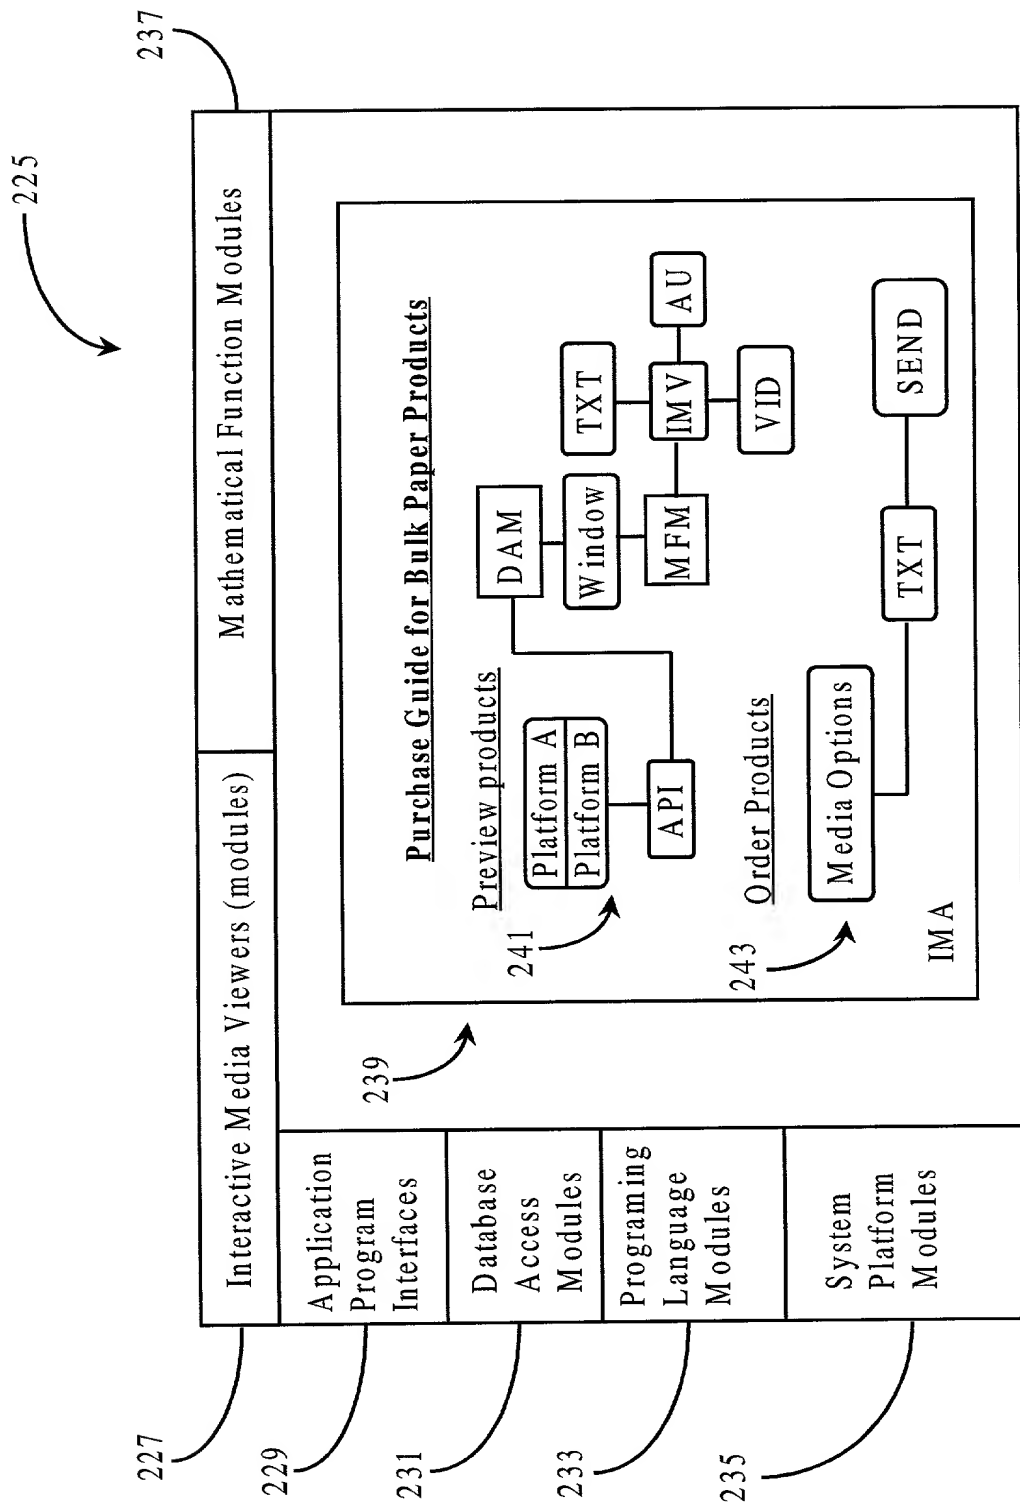 225
237
Interactive Media Viewers (modules)
Mathematical Function Modules
227
229
Application
Program
Interfaces
231
Database
Access
Modules
233
Programing
Language
Modules
235
System
Platform
Modules
239
Purchase Guide for Bulk Paper Products
Preview products
241
Platform A
Platform B
API
DAM
Window
MFM
TXT
IMV
AU
VID
Order Products
243
Media Options
TXT
SEND
IMA